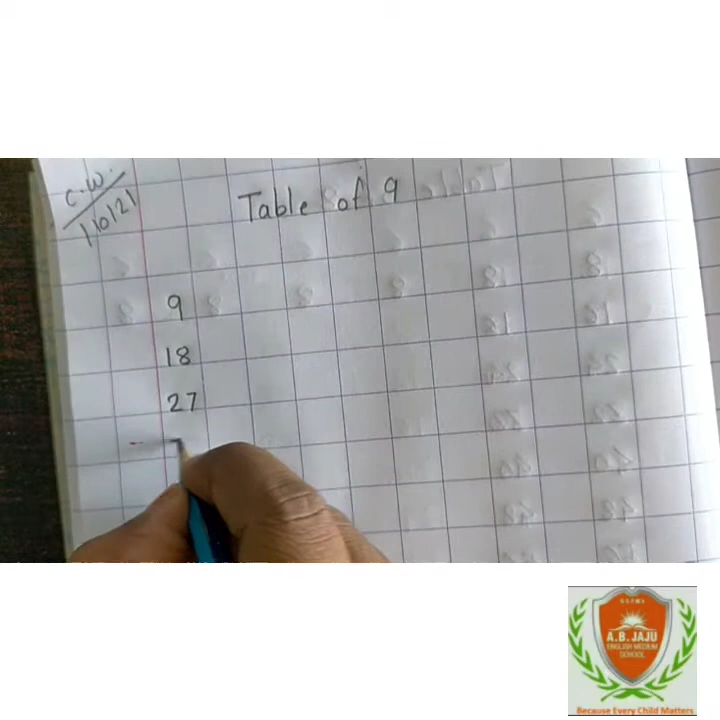 C.W.
1/10/21
Table of 9
9
18
27
A.B.JAJU
ENGLISH MEDIUM
SCHOOL
Because Every Child Matters